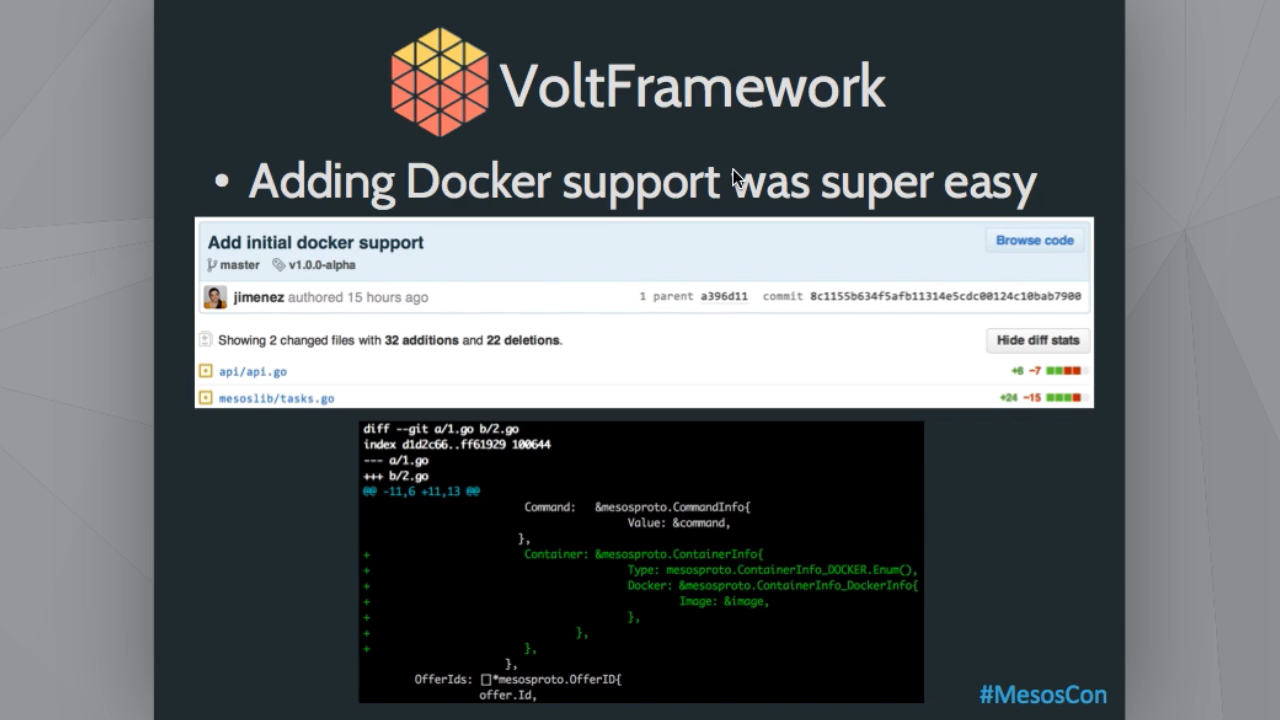 VoltFramework
• Adding Docker support was super easy
Add initial docker support
Browse code
master v1.0.0-alpha
jimenez authored 15 hours ago
1 parent a396d11 commit 8c1155b634f5afb11314e5cdc00124c10bab7900
Showing 2 changed files with 32 additions and 22 deletions.
Hide diff stats
api/api.go
+8 −7
mesoslib/tasks.go
+24 −15
diff --git a/1.go b/2.go
index d1d2c66..ff61929 100644
--- a/1.go
+++ b/2.go
@@ -11,6 +11,13 @@
Command: &mesosproto.CommandInfo{
Value: &command,
},
+ Container: &mesosproto.ContainerInfo{
+ Type: mesosproto.ContainerInfo_DOCKER.Enum(),
+ Docker: &mesosproto.ContainerInfo_DockerInfo{
+ Image: &image,
+ },
+ },
+ },
},
OfferIds: []*mesosproto.OfferID{
offer.Id,
#MesosCon